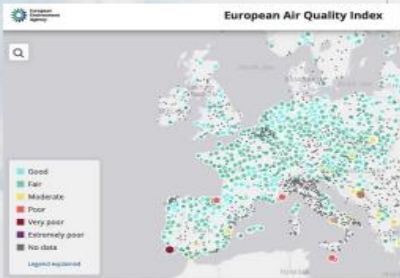 European
Environment
Agency
European Air Quality Index
Good
Fair
Moderate
Poor
Very poor
Extremely poor
No data
Legend explained